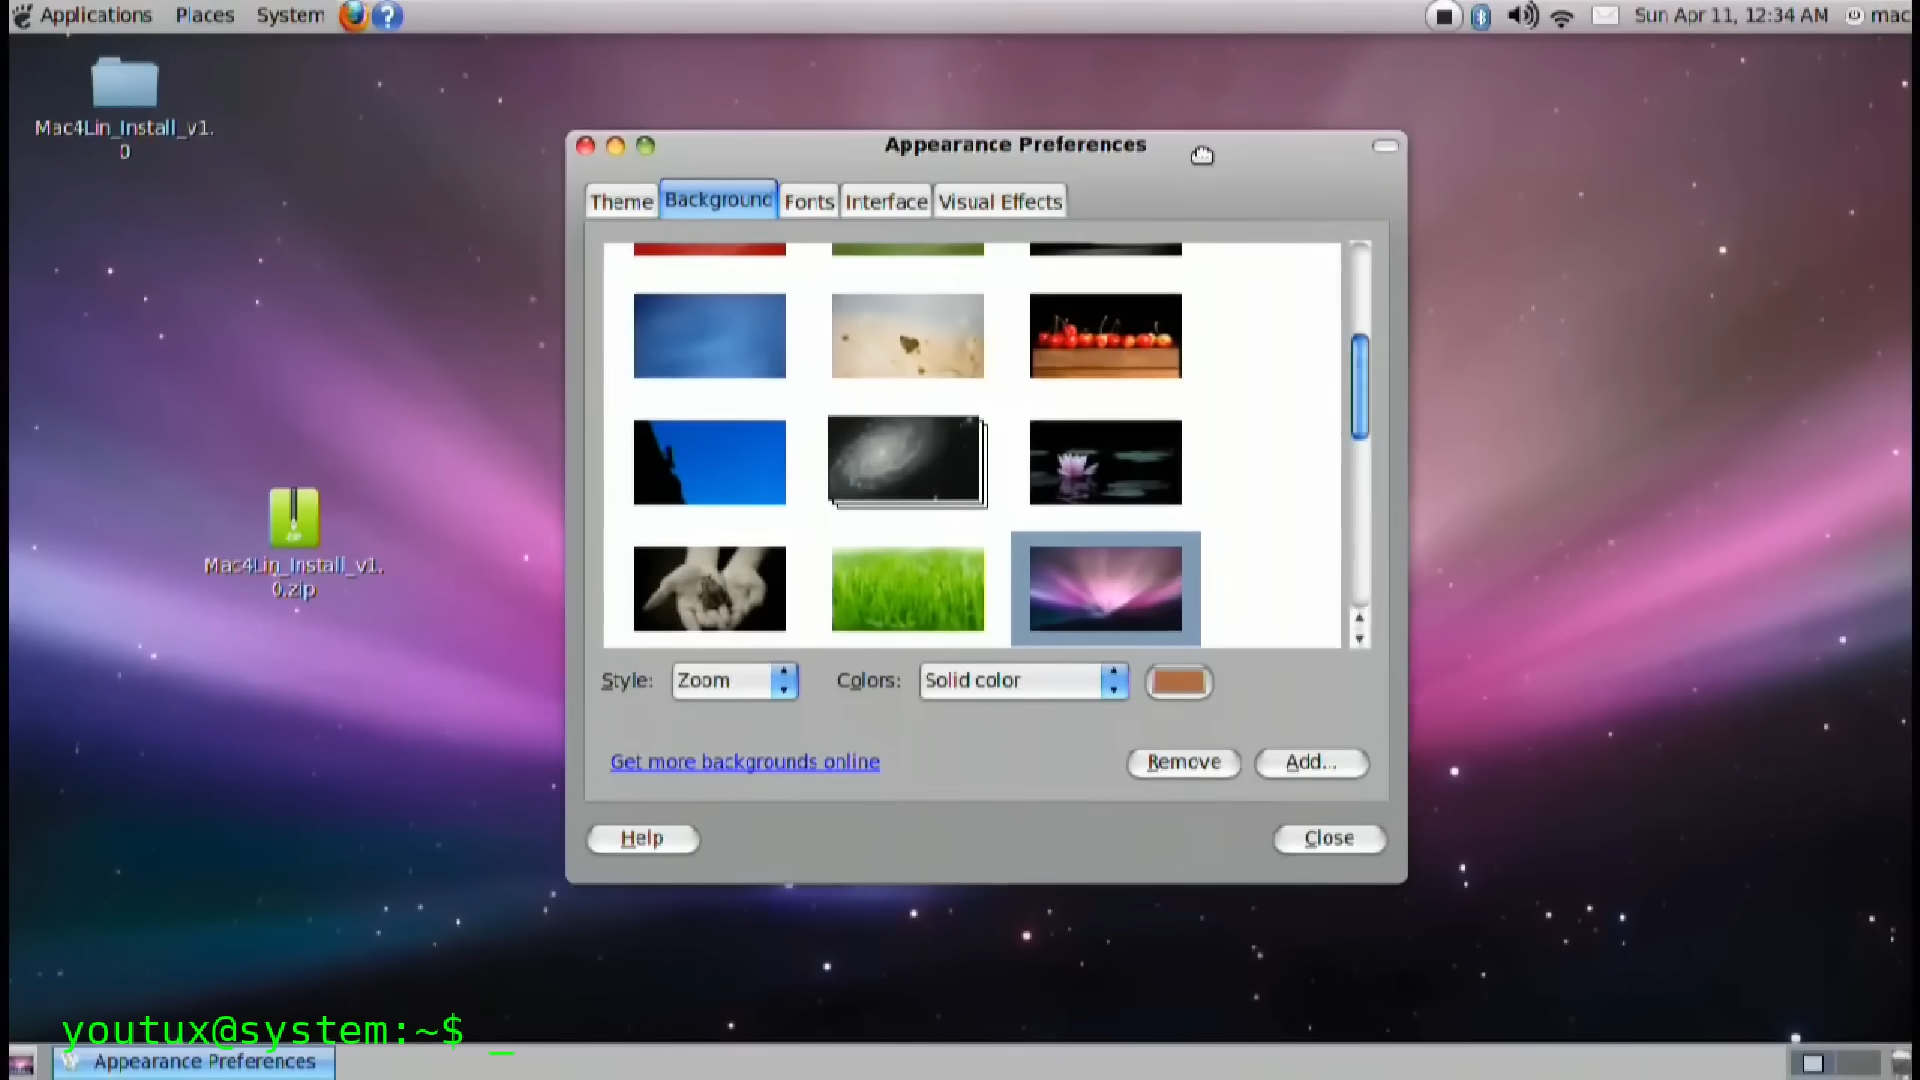 Applications Places System ? Sun Apr 11, 12:34 AM mac
Mac4Lin_Install_v1.
0
Appearance Preferences
Theme Background Fonts Interface Visual Effects
Mac4Lin_Install_v1.
0.zip
Style: Zoom Colors: Solid color
Get more backgrounds online Remove Add...
Help Close
youtux@system:~$ _
Appearance Preferences